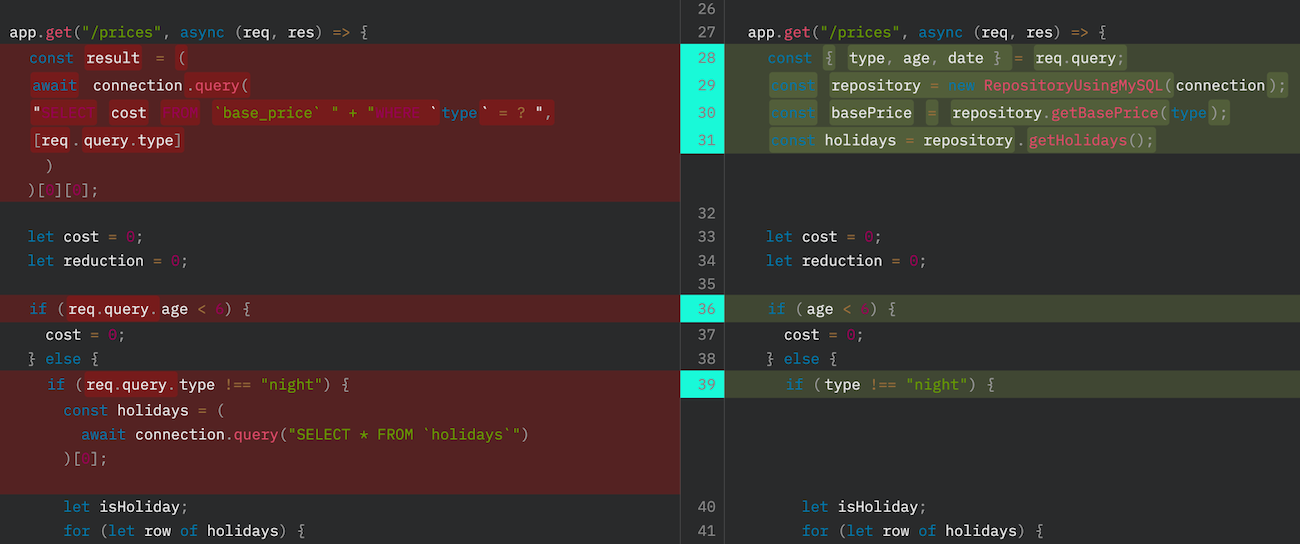 app.get("/prices", async (req, res) => {
const result = (
await connection.query(
"SELECT cost FROM `base_price` " + "WHERE `type` = ? ",
[req.query.type]
)
)[0][0];
let cost = 0;
let reduction = 0;
if (req.query.age < 6) {
cost = 0;
} else {
if (req.query.type !== "night") {
const holidays = (
await connection.query("SELECT * FROM `holidays`")
)[0];
let isHoliday;
for (let row of holidays) {
26
27 app.get("/prices", async (req, res) => {
28 const { type, age, date } = req.query;
29 const repository = new RepositoryUsingMySQL(connection);
30 const basePrice = repository.getBasePrice(type);
31 const holidays = repository.getHolidays();
32
33 let cost = 0;
34 let reduction = 0;
35
36 if (age < 6) {
37 cost = 0;
38 } else {
39 if (type !== "night") {
40 let isHoliday;
41 for (let row of holidays) {